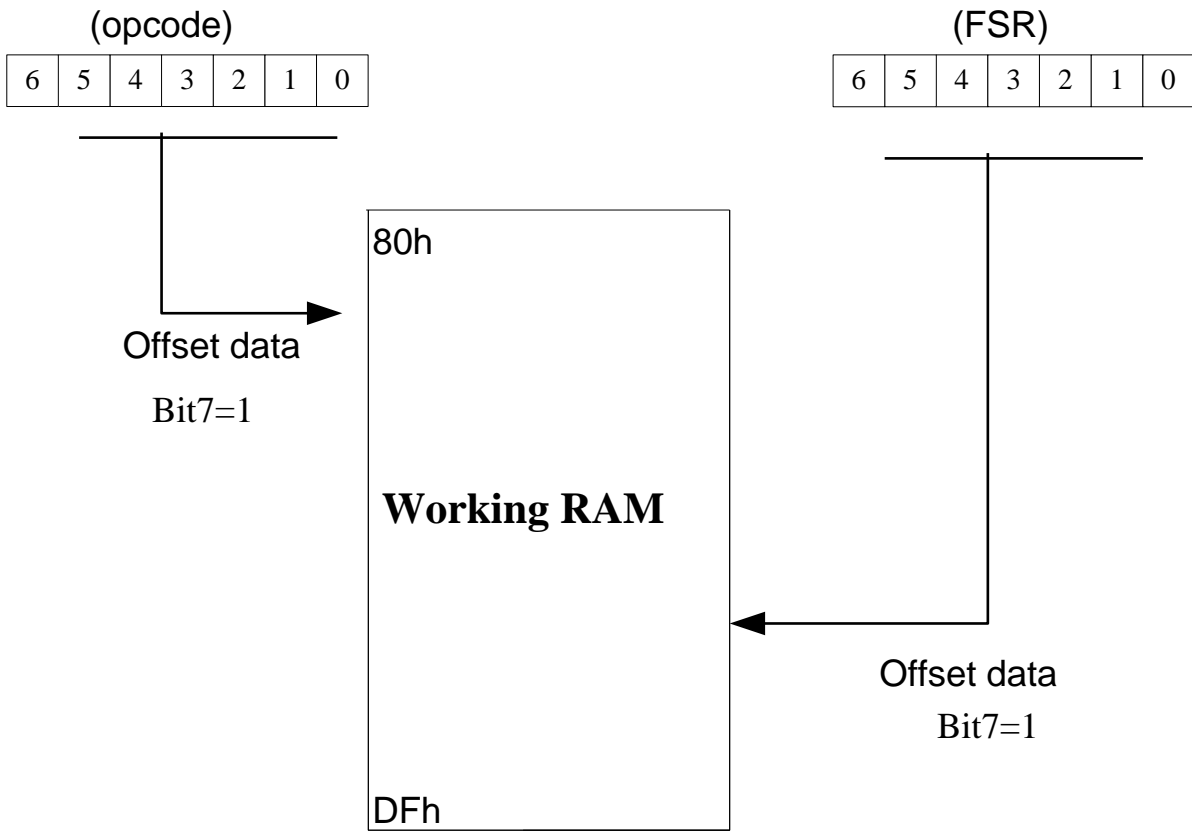 (opcode)
6 5 4 3 2 1 0
(FSR)
6 5 4 3 2 1 0
80h
Offset data
Bit7=1
Working RAM
Offset data
Bit7=1
DFh